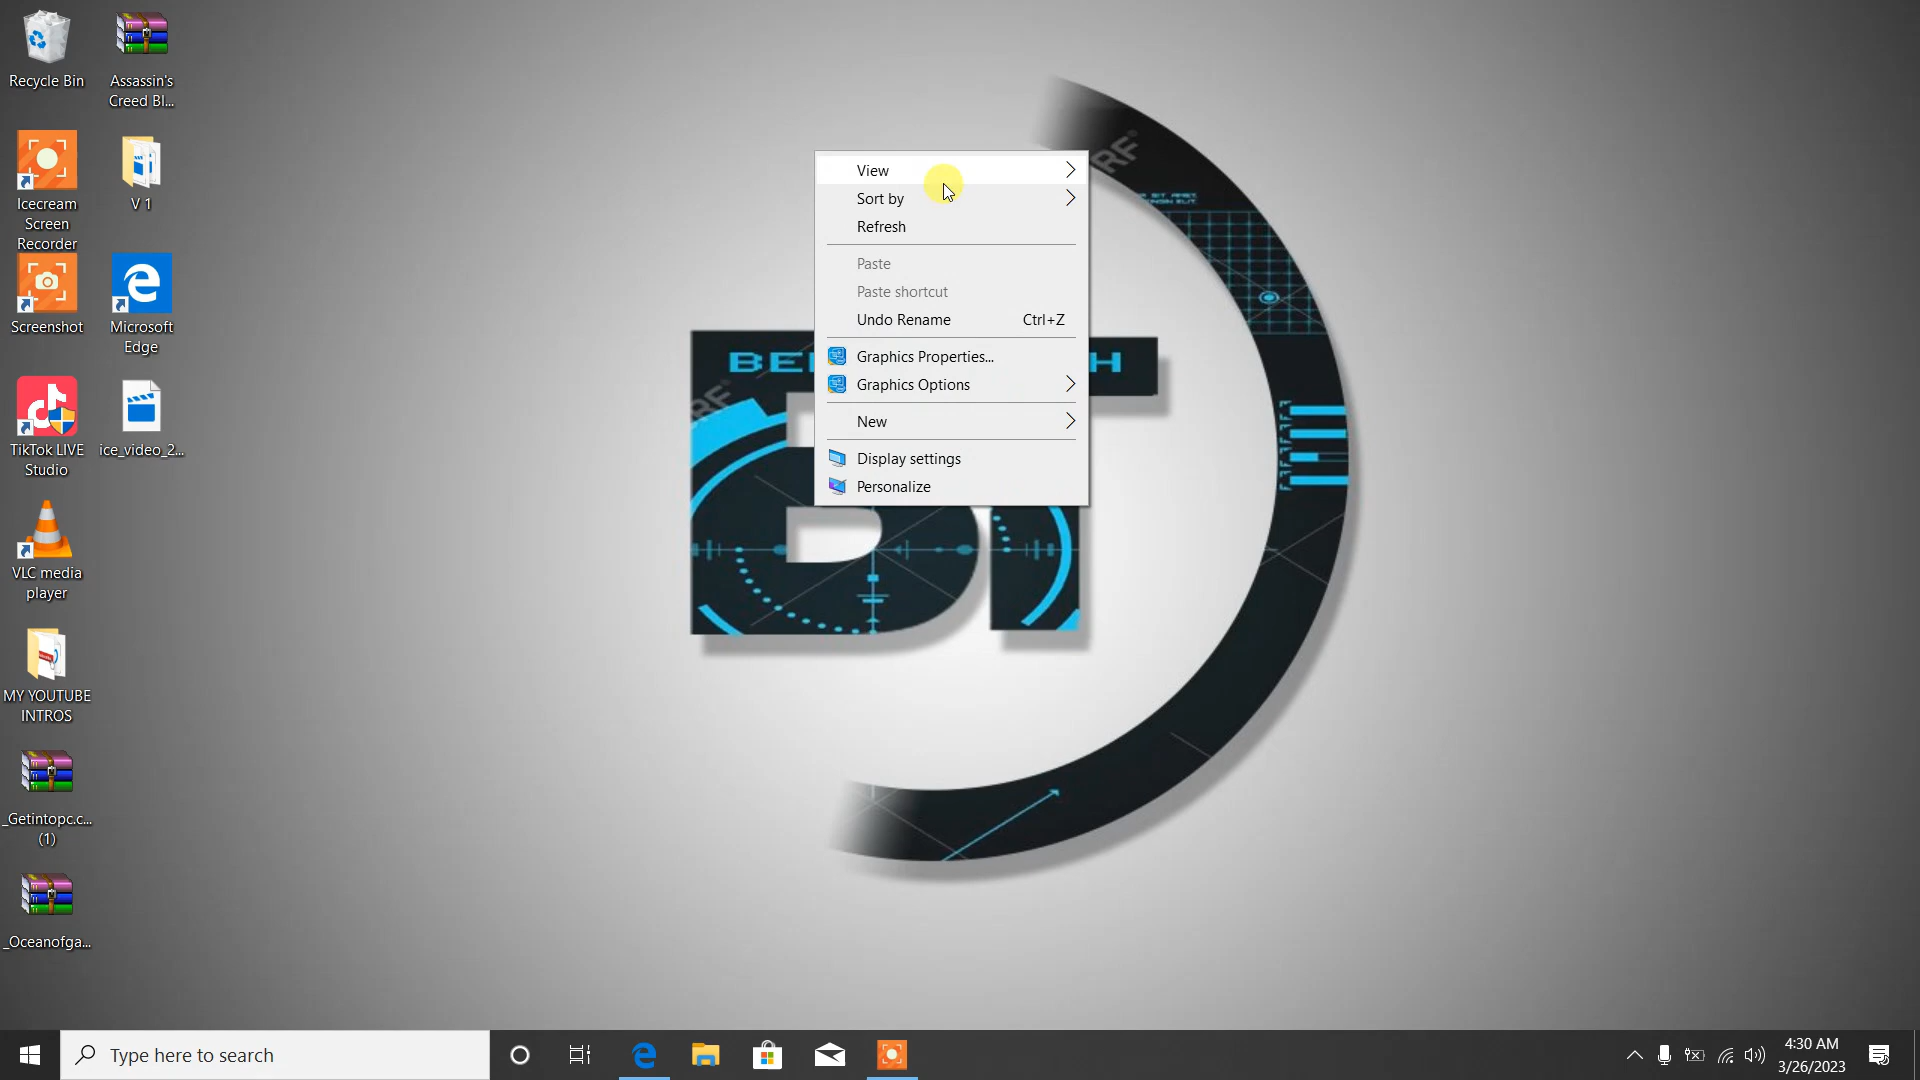 Recycle Bin
Assassin's
Creed Bl...
Icecream
Screen
Recorder
V 1
Screenshot
Microsoft
Edge
TikTok LIVE
Studio
ice_video_2...
VLC media
player
MY YOUTUBE
INTROS
_Getintopc.c...
(1)
_Oceanofga...
View
Sort by
Refresh
Paste
Paste shortcut
Undo Rename Ctrl+Z
Graphics Properties...
Graphics Options
New
Display settings
Personalize
Type here to search
4:30 AM
3/26/2023